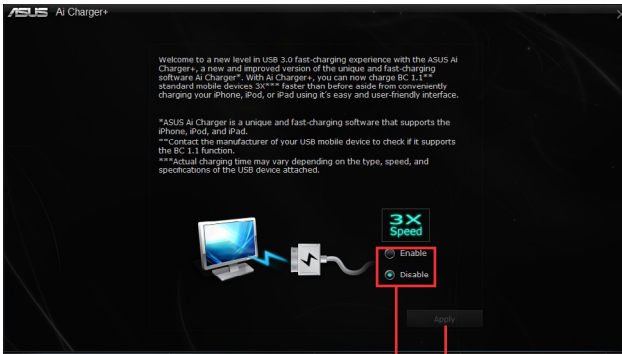 ASUS Ai Charger+
Welcome to a new level in USB 3.0 fast-charging experience with the ASUS Ai
Charger+, a new and improved version of the unique and fast-charging
software Ai Charger*. With Ai Charger+, you can now charge BC 1.1**
standard mobile devices 3X*** faster than before aside from conveniently
charging your iPhone, iPod, or iPad using it's easy and user-friendly interface.
*ASUS Ai Charger is a unique and fast-charging software that supports the
iPhone, iPod, and iPad.
**Contact the manufacturer of your USB mobile device to check if it supports
the BC 1.1 function.
***Actual charging time may vary depending on the type, speed, and
specifications of the USB device attached.
3X
Speed
Enable
Disable
Apply